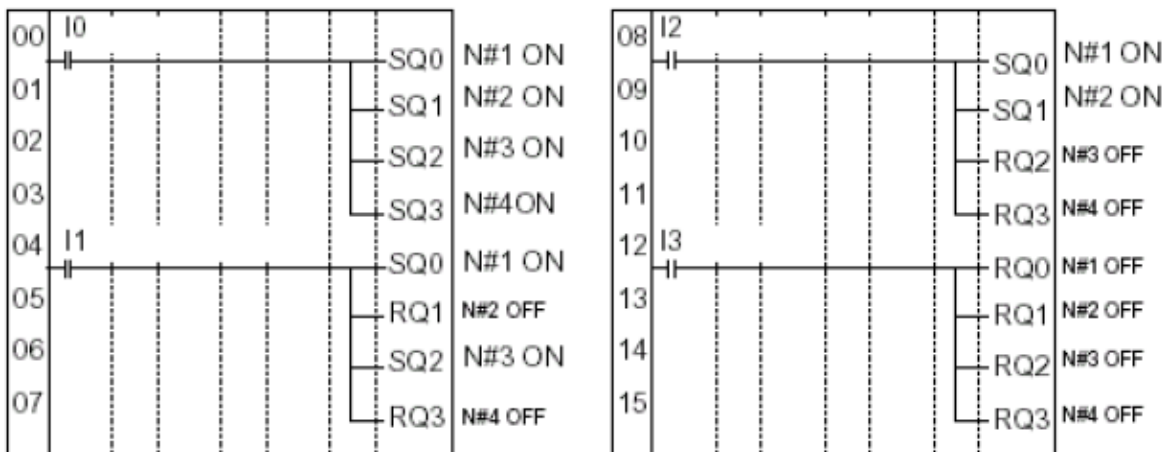 00 I0
SQ0 N#1 ON
01
SQ1 N#2 ON
02
SQ2 N#3 ON
03
SQ3 N#4ON
04 I1
SQ0 N#1 ON
05
RQ1 N#2 OFF
06
SQ2 N#3 ON
07
RQ3 N#4 OFF
08 I2
SQ0 N#1 ON
09
SQ1 N#2 ON
10
RQ2 N#3 OFF
11
RQ3 N#4 OFF
12 I3
RQ0 N#1 OFF
13
RQ1 N#2 OFF
14
RQ2 N#3 OFF
15
RQ3 N#4 OFF